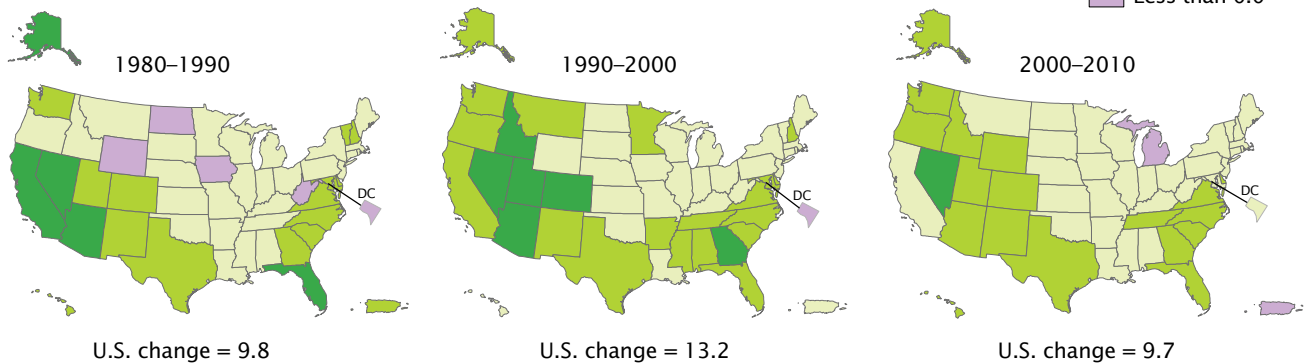 1980–1990
1990–2000
2000–2010
DC
DC
DC
U.S. change = 9.8
U.S. change = 13.2
U.S. change = 9.7